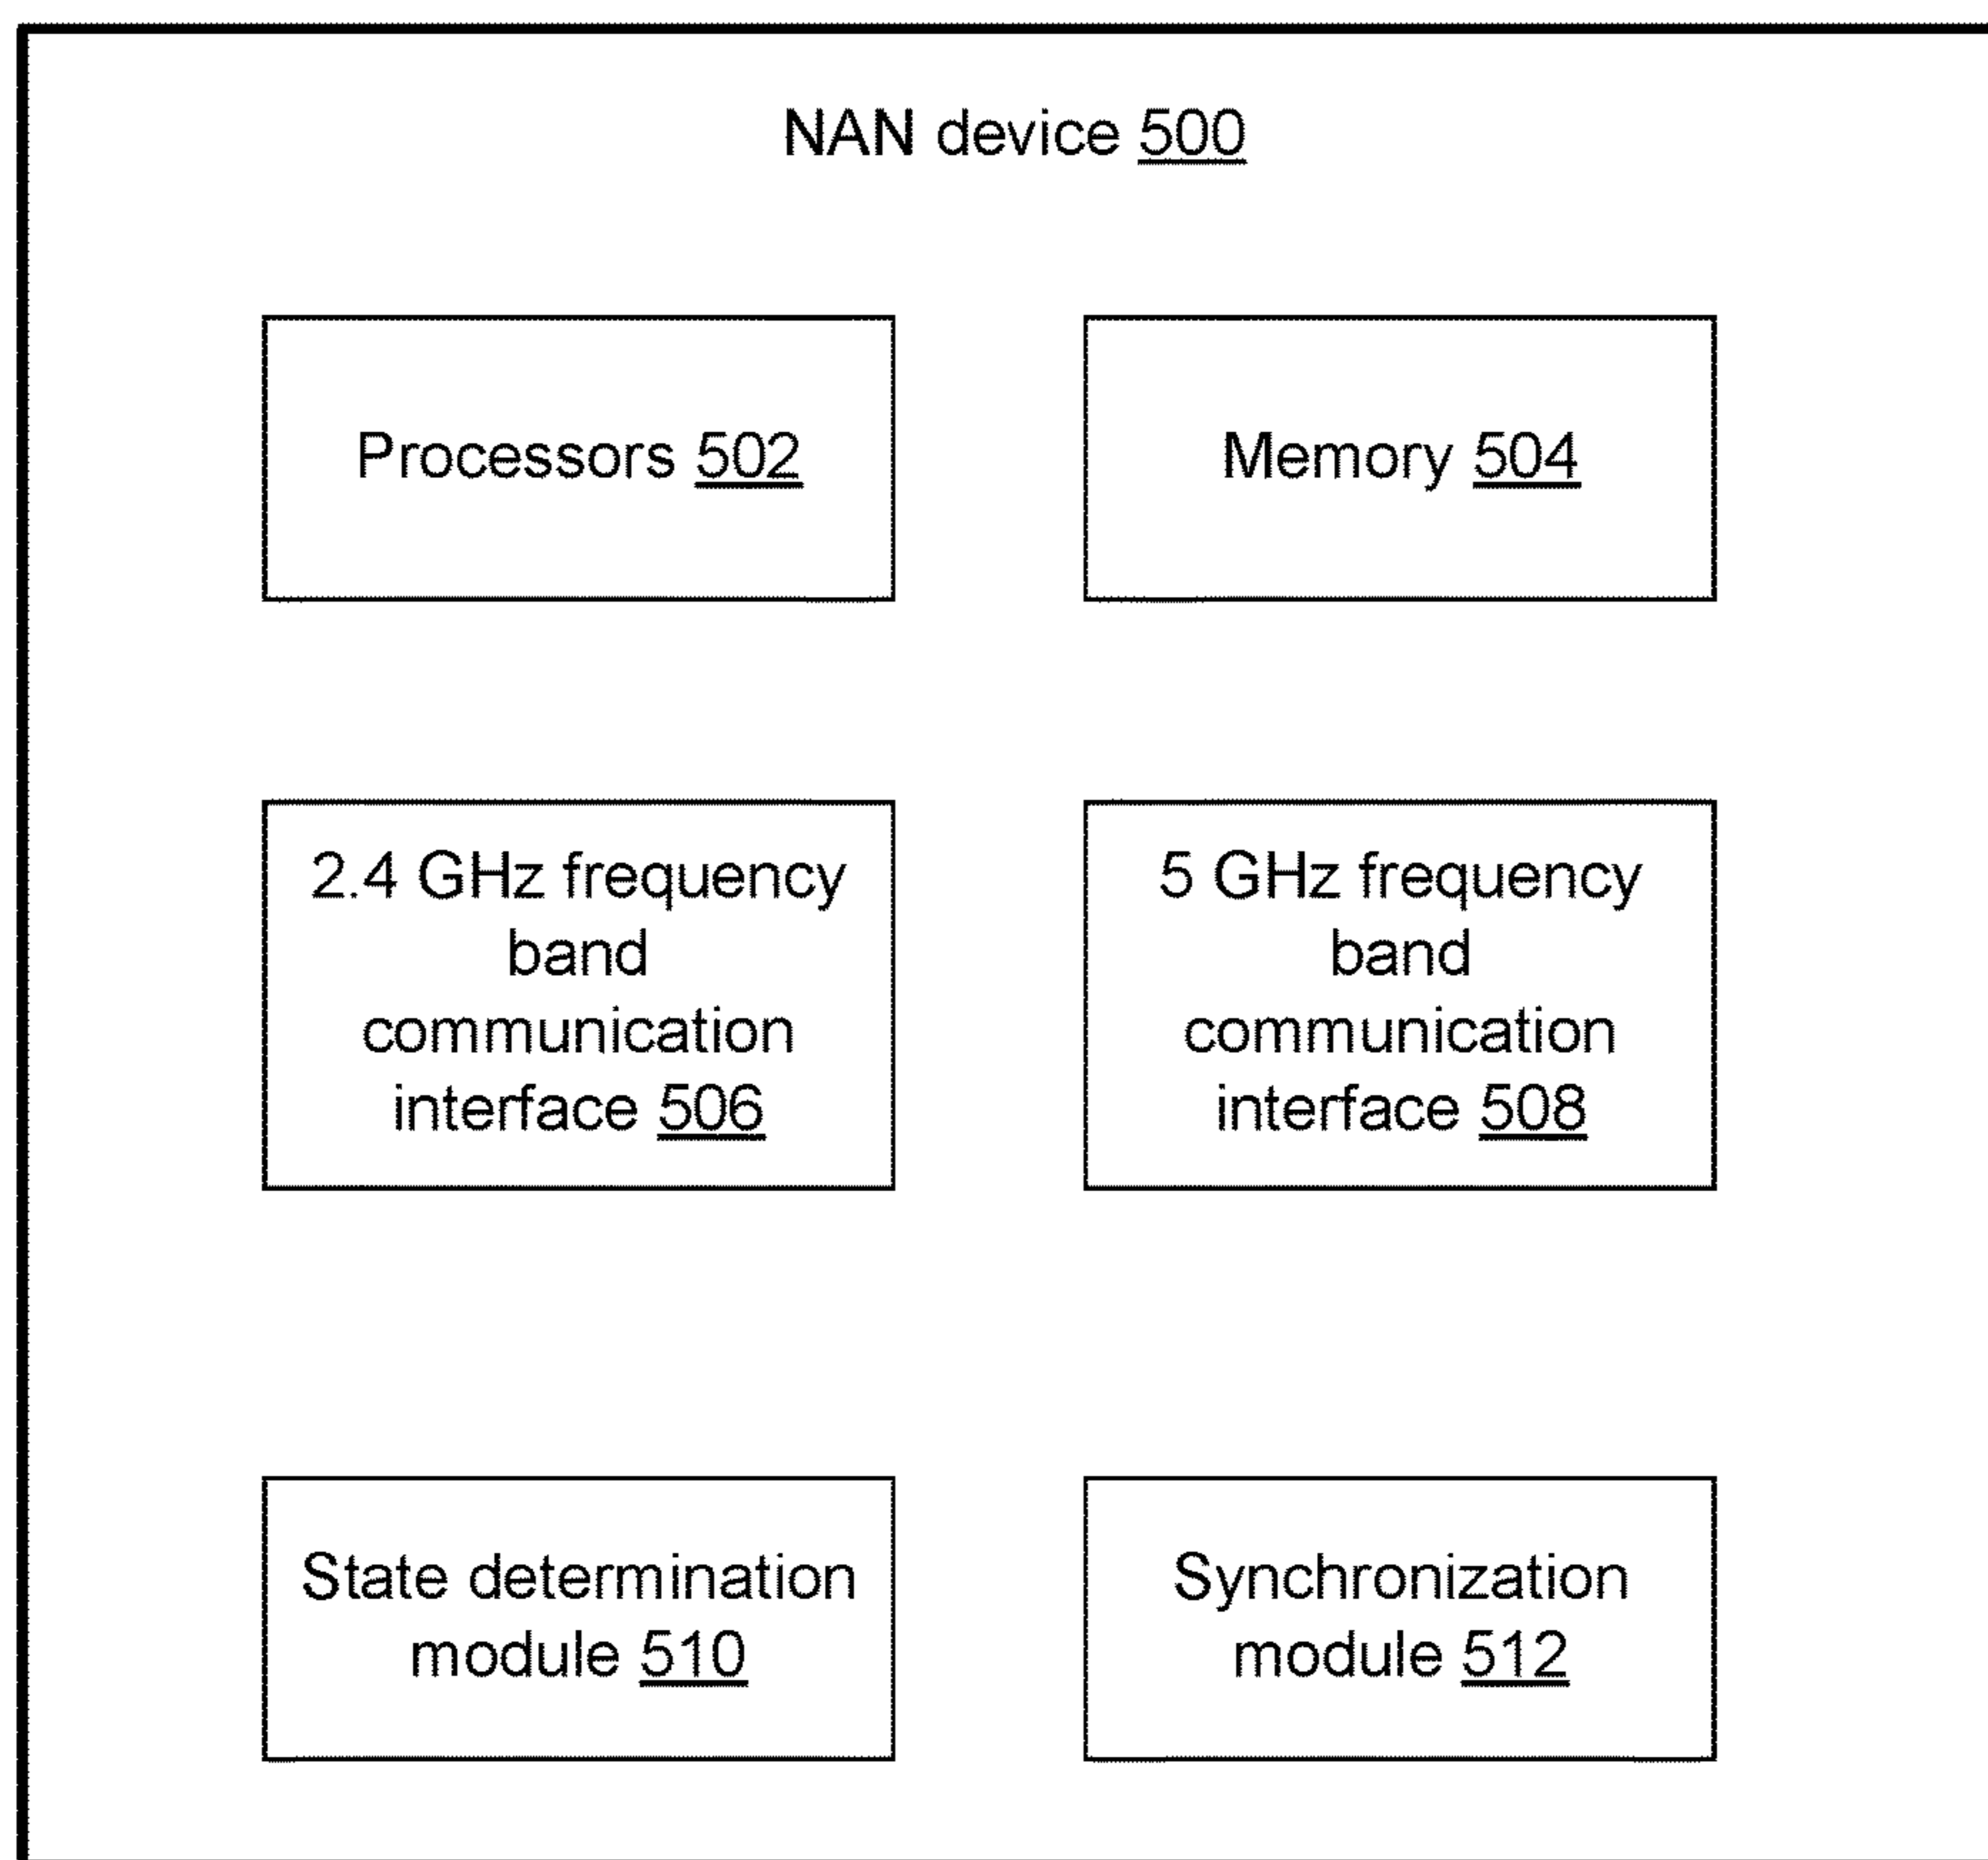 NAN device 500
Processors 502
Memory 504
2.4 GHz frequency
band
communication
interface 506
5 GHz frequency
band
communication
interface 508
State determination
module 510
Synchronization
module 512